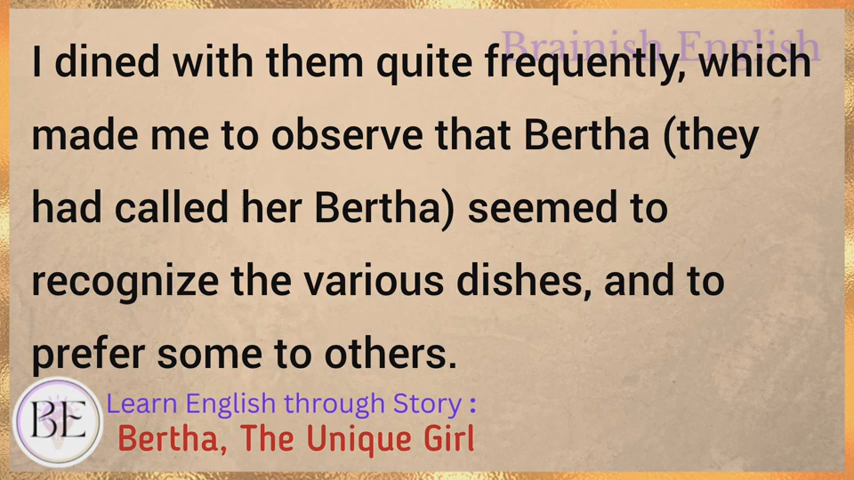 Brainish English
I dined with them quite frequently, which
made me to observe that Bertha (they
had called her Bertha) seemed to
recognize the various dishes, and to
prefer some to others.
BE
Learn English through Story :
Bertha, The Unique Girl